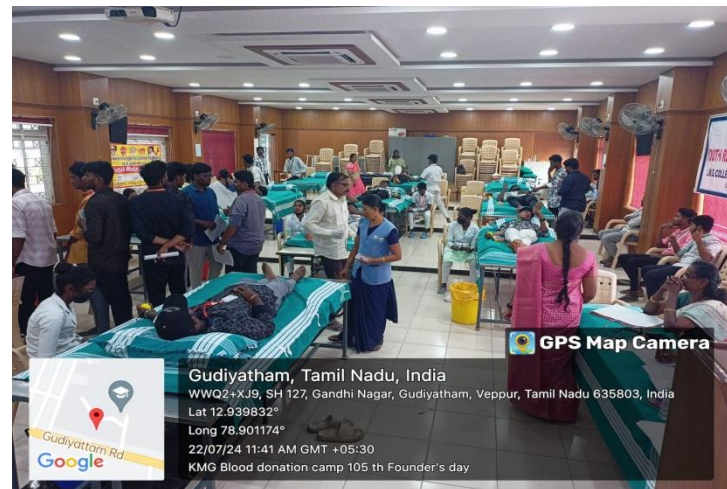 GPS Map Camera
Gudiyatham, Tamil Nadu, India
WWQ2+XJ9, SH 127, Gandhi Nagar, Gudiyatham, Veppur, Tamil Nadu 635803, India
Lat 12.939832°
Long 78.901174°
22/07/24 11:41 AM GMT +05:30
KMG Blood donation camp 105 th Founder's day
Gudiyattam Rd
Google